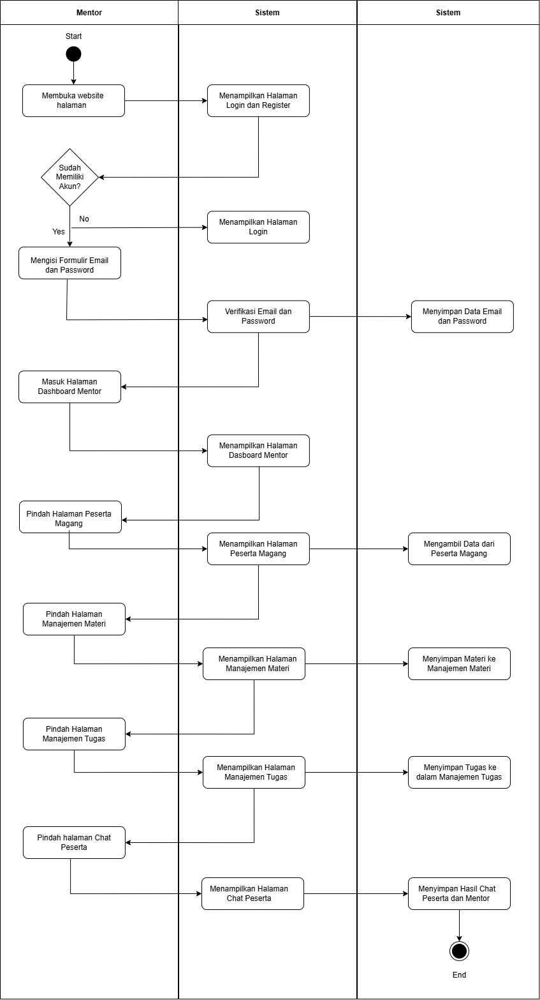 Mentor
Sistem
Sistem
Start
Membuka website
halaman
Menampilkan Halaman
Login dan Register
Sudah
Memiliki
Akun?
No
Yes
Menampilkan Halaman
Login
Mengisi Formulir Email
dan Password
Verifikasi Email dan
Password
Menyimpan Data Email
dan Password
Masuk Halaman
Dashboard Mentor
Menampilkan Halaman
Dasboard Mentor
Pindah Halaman Peserta
Magang
Menampilkan Halaman
Peserta Magang
Mengambil Data dari
Peserta Magang
Pindah Halaman
Manajemen Materi
Menampilkan Halaman
Manajemen Materi
Menyimpan Materi ke
Manajemen Materi
Pindah Halaman
Manajemen Tugas
Menampilkan Halaman
Manajemen Tugas
Menyimpan Tugas ke
dalam Manajemen Tugas
Pindah halaman Chat
Peserta
Menampilkan Halaman
Chat Peserta
Menyimpan Hasil Chat
Peserta dan Mentor
End